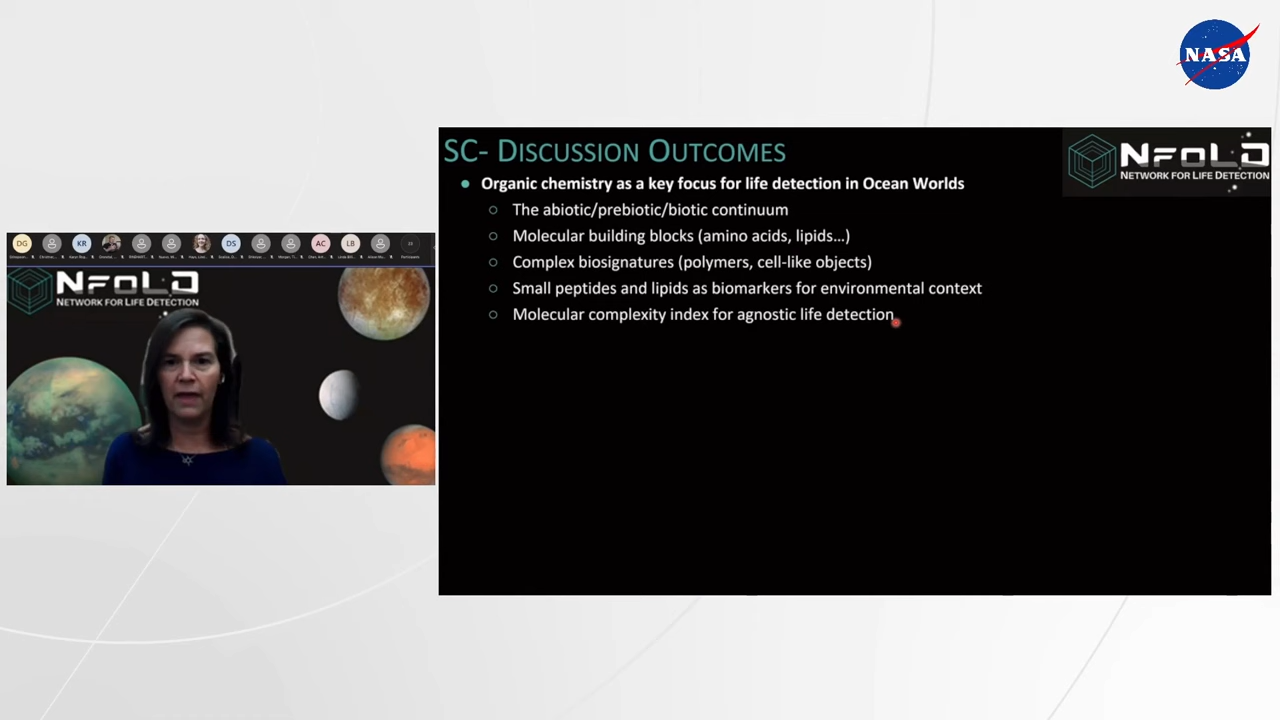 NASA
SC- DISCUSSION OUTCOMES
NFOLD
NETWORK FOR LIFE DETECTION
● Organic chemistry as a key focus for life detection in Ocean Worlds
○ The abiotic/prebiotic/biotic continuum
○ Molecular building blocks (amino acids, lipids...)
○ Complex biosignatures (polymers, cell-like objects)
○ Small peptides and lipids as biomarkers for environmental context
○ Molecular complexity index for agnostic life detection
DG KR DS AC LB
Participants
NFOLD
NETWORK FOR LIFE DETECTION